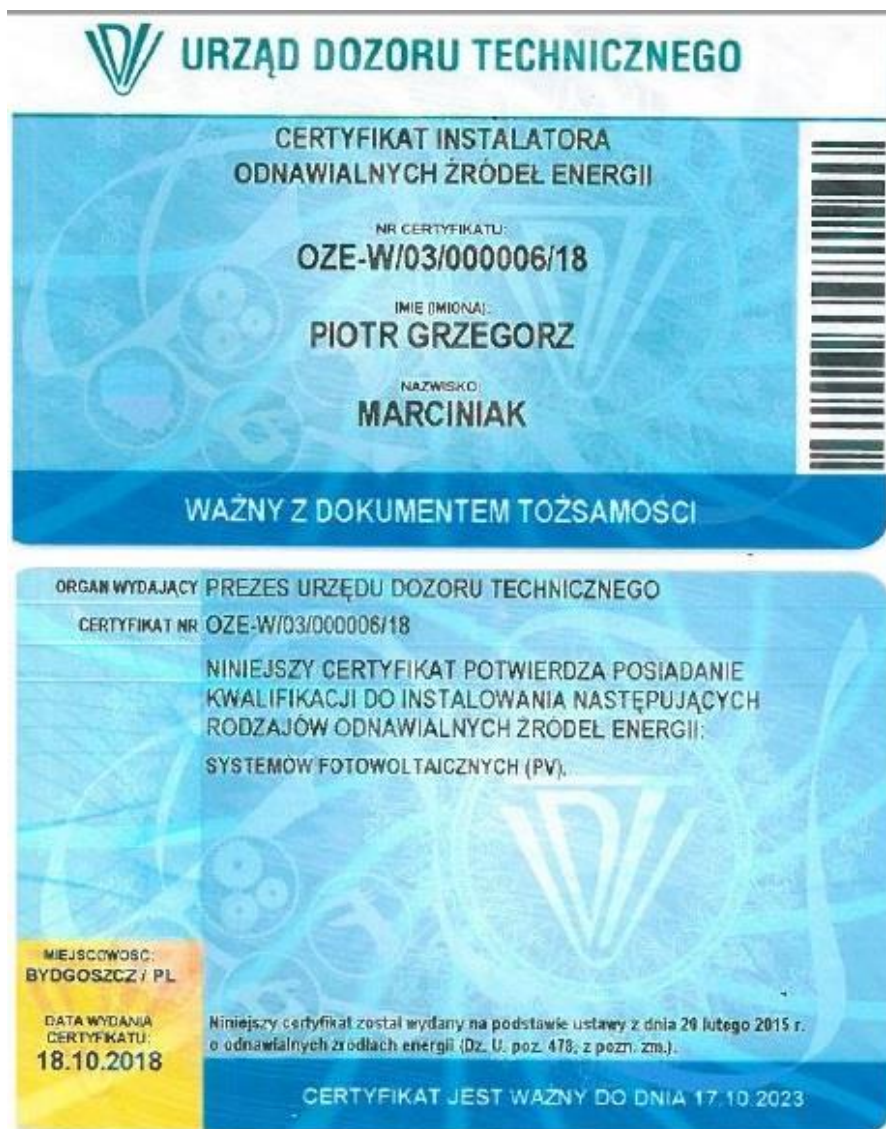 URZĄD DOZORU TECHNICZNEGO
CERTYFIKAT INSTALATORA
ODNAWIALNYCH ŹRÓDEŁ ENERGII
NR CERTYFIKATU:
OZE-W/03/000006/18
IMIĘ (IMIONA):
PIOTR GRZEGORZ
NAZWISKO:
MARCINIAK
WAŻNY Z DOKUMENTEM TOŻSAMOŚCI
ORGAN WYDAJĄCY PREZES URZĘDU DOZORU TECHNICZNEGO
CERTYFIKAT NR OZE-W/03/000006/18
NINIEJSZY CERTYFIKAT POTWIERDZA POSIADANIE
KWALIFIKACJI DO INSTALOWANIA NASTĘPUJĄCYCH
RODZAJÓW ODNAWIALNYCH ŹRÓDEŁ ENERGII:
SYSTEMÓW FOTOWOLTAICZNYCH (PV).
MIEJSCOWOŚĆ:
BYDGOSZCZ / PL
DATA WYDANIA
CERTYFIKATU:
18.10.2018
Niniejszy certyfikat został wydany na podstawie ustawy z dnia 20 lutego 2015 r.
o odnawialnych źródłach energii (Dz. U. poz. 478, z późn. zm.).
CERTYFIKAT JEST WAŻNY DO DNIA 17.10.2023